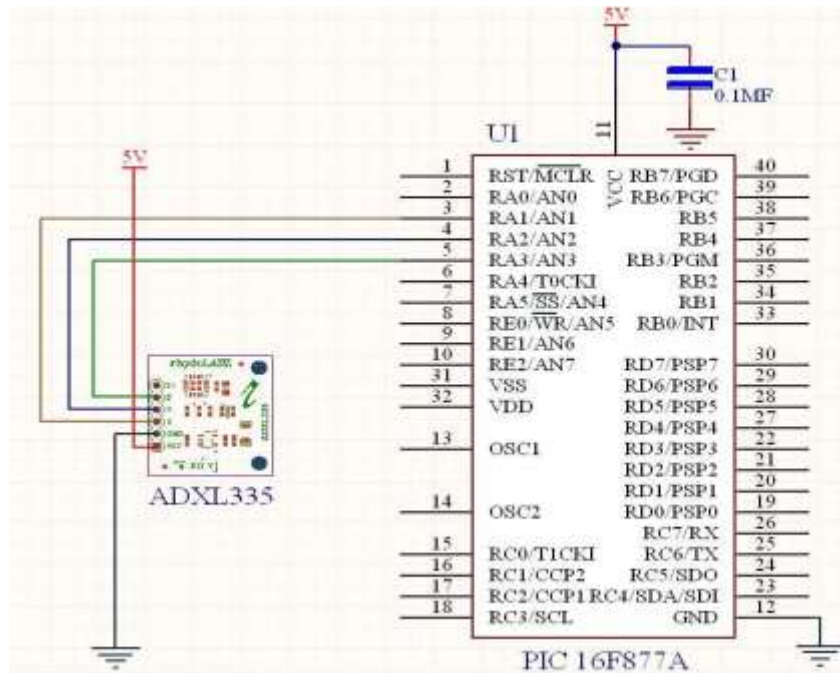 5V
C1
0.1MF
11
U1
VCC
5V
1 RST/MCLR RB7/PGD 40
2 RA0/AN0 RB6/PGC 39
3 RA1/AN1 RB5 38
4 RA2/AN2 RB4 37
5 RA3/AN3 RB3/PGM 36
6 RA4/T0CKI RB2 35
7 RA5/SS/AN4 RB1 34
8 RE0/WR/AN5 RB0/INT 33
9 RE1/AN6
10 RE2/AN7 RD7/PSP7 30
31 VSS RD6/PSP6 29
32 VDD RD5/PSP5 28
RD4/PSP4 27
13 OSC1 RD3/PSP3 22
RD2/PSP2 21
RD1/PSP1 20
14 OSC2 RD0/PSP0 19
RC7/RX 26
15 RC0/T1CKI RC6/TX 25
16 RC1/CCP2 RC5/SDO 24
17 RC2/CCP1 RC4/SDA/SDI 23
18 RC3/SCL GND 12
ADXL335
PIC 16F877A